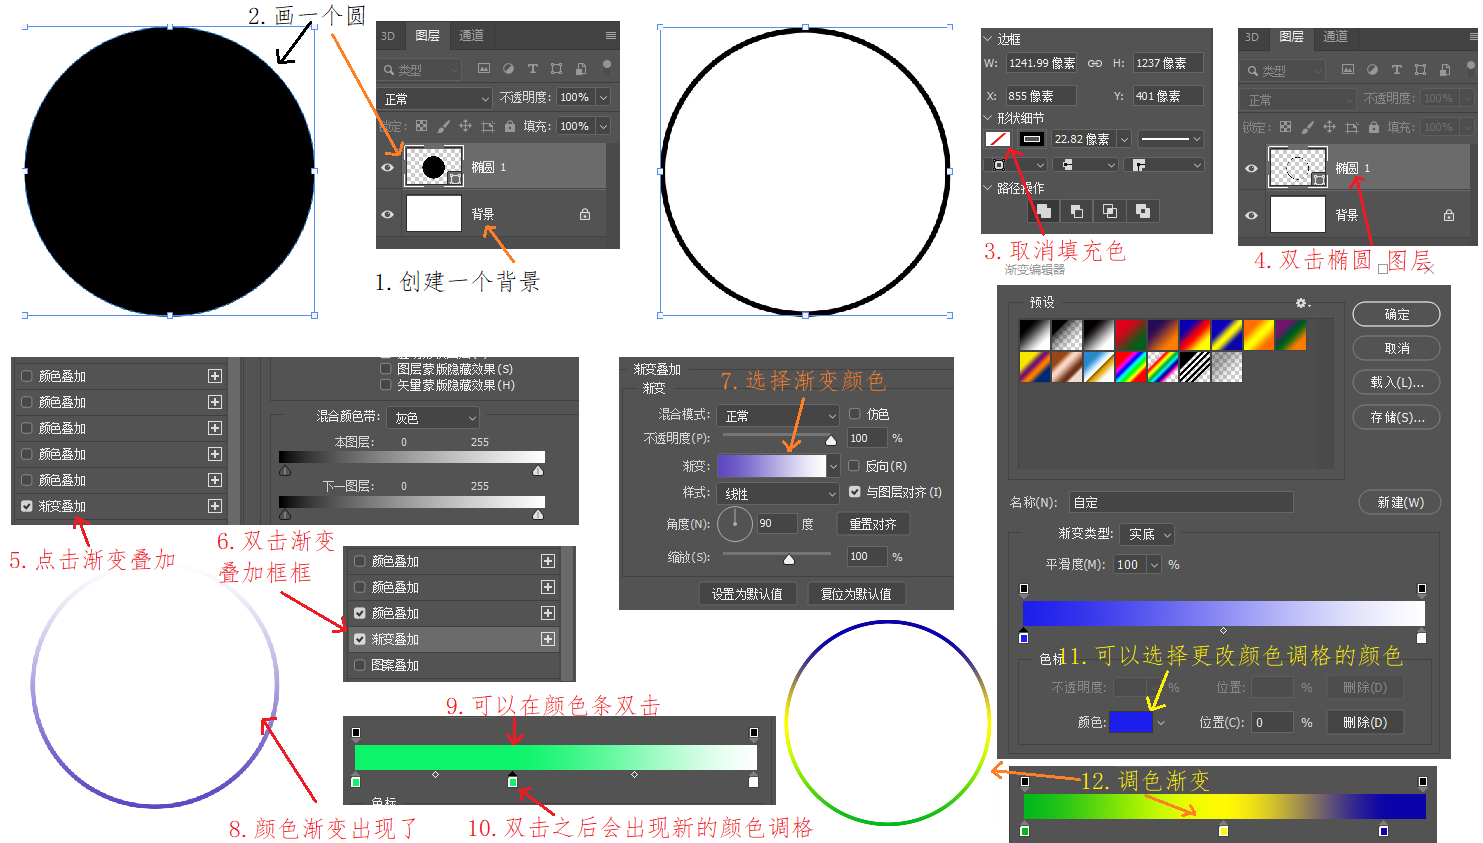 2.画一个圆
3D 图层 通道
类型
正常 不透明度: 100%
锁定: 填充: 100%
椭圆 1
背景
1.创建一个背景
边框
W: 1241.99 像素 H: 1237 像素
X: 855 像素 Y: 401 像素
形状细节
22.82 像素
路径操作
3.取消填充色
3D 图层 通道
类型
正常 不透明度: 100%
锁定: 填充: 100%
椭圆 1
背景
4.双击椭圆 图层
颜色叠加
颜色叠加
颜色叠加
颜色叠加
颜色叠加
渐变叠加
图层蒙版隐藏效果(S)
矢量蒙版隐藏效果(H)
混合颜色带: 灰色
本图层: 0 255
下一图层: 0 255
5.点击渐变叠加
6.双击渐变
叠加框框
颜色叠加
颜色叠加
颜色叠加
渐变叠加
图案叠加
渐变叠加
渐变
7.选择渐变颜色
混合模式: 正常 仿色
不透明度(P): 100 %
渐变: 反向(R)
样式: 线性 与图层对齐(I)
角度(N): 90 度 重置对齐
缩放(S): 100 %
设置为默认值 复位为默认值
8.颜色渐变出现了
9.可以在颜色条双击
色标
10.双击之后会出现新的颜色调格
渐变编辑器
预设
确定
取消
载入(L)...
存储(S)...
名称(N): 自定 新建(W)
渐变类型: 实底
平滑度(M): 100 %
色标
11.可以选择更改颜色调格的颜色
不透明度: % 位置: % 删除(D)
颜色: 位置(C): 0 % 删除(D)
12.调色渐变